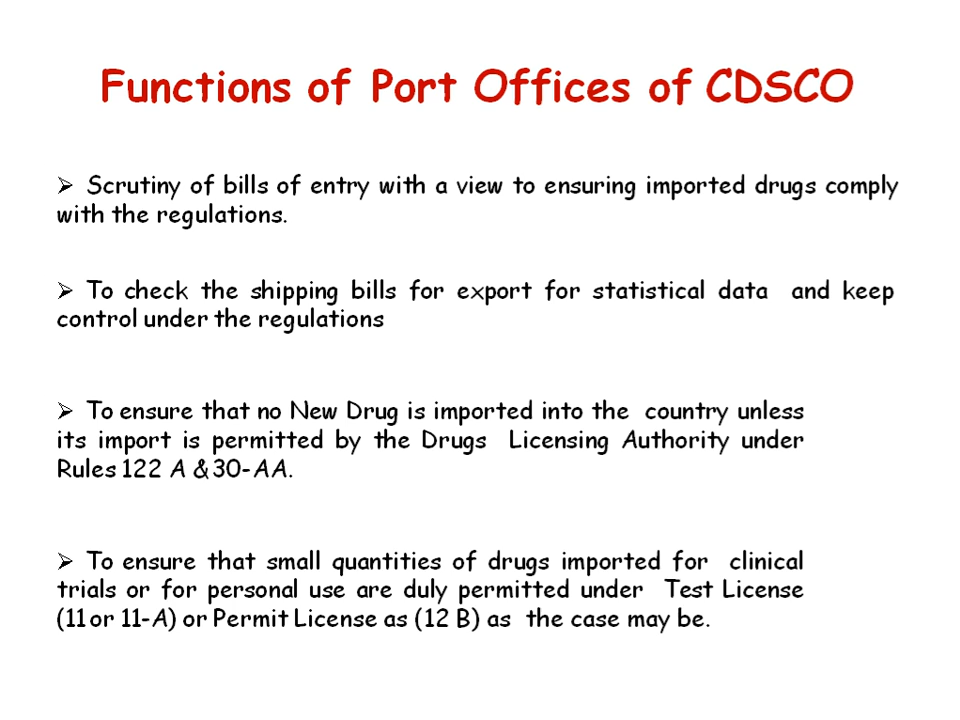 Functions of Port Offices of CDSCO
➢ Scrutiny of bills of entry with a view to ensuring imported drugs comply
with the regulations.
➢ To check the shipping bills for export for statistical data and keep
control under the regulations
➢ To ensure that no New Drug is imported into the country unless
its import is permitted by the Drugs Licensing Authority under
Rules 122 A &30-AA.
➢ To ensure that small quantities of drugs imported for clinical
trials or for personal use are duly permitted under Test License
(11 or 11-A) or Permit License as (12 B) as the case may be.